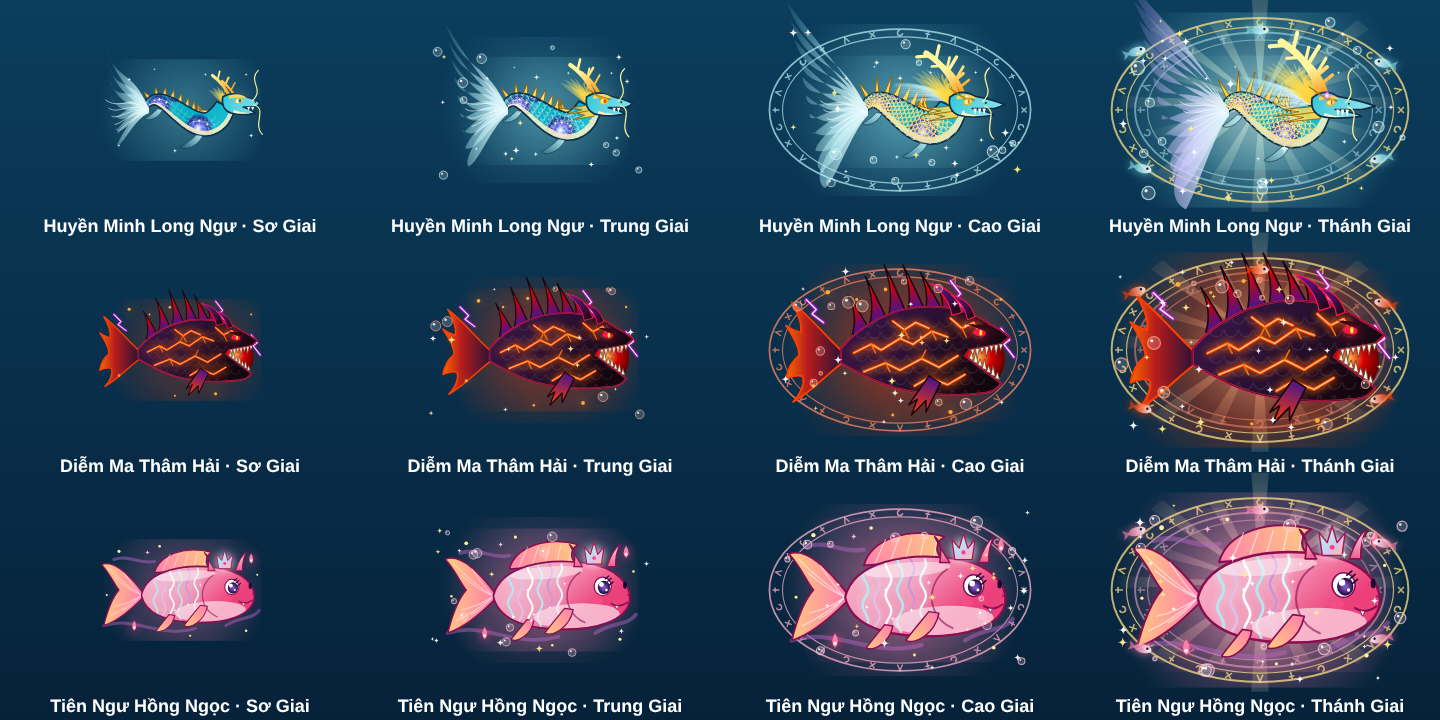 Huyền Minh Long Ngư · Sơ Giai
Huyền Minh Long Ngư · Trung Giai
Huyền Minh Long Ngư · Cao Giai
Huyền Minh Long Ngư · Thánh Giai
Diễm Ma Thâm Hải · Sơ Giai
Diễm Ma Thâm Hải · Trung Giai
Diễm Ma Thâm Hải · Cao Giai
Diễm Ma Thâm Hải · Thánh Giai
Tiên Ngư Hồng Ngọc · Sơ Giai
Tiên Ngư Hồng Ngọc · Trung Giai
Tiên Ngư Hồng Ngọc · Cao Giai
Tiên Ngư Hồng Ngọc · Thánh Giai